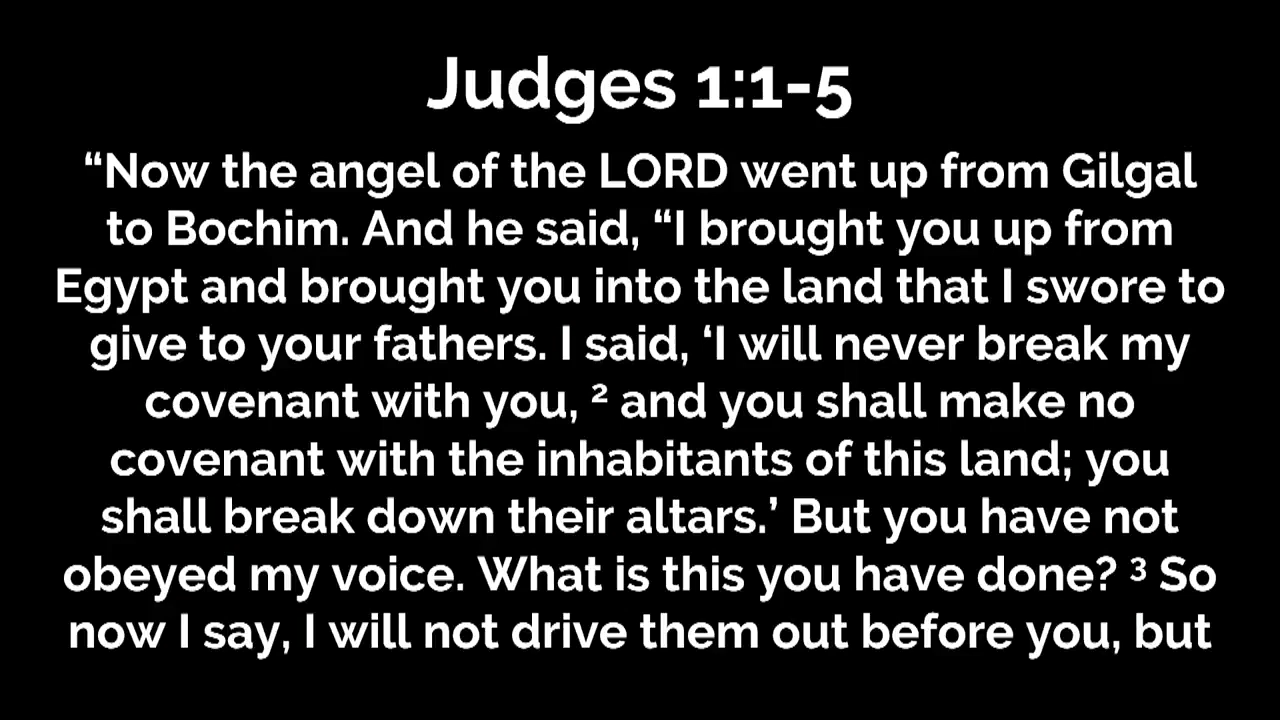 Judges 1:1-5
“Now the angel of the LORD went up from Gilgal
to Bochim. And he said, “I brought you up from
Egypt and brought you into the land that I swore to
give to your fathers. I said, ‘I will never break my
covenant with you, ² and you shall make no
covenant with the inhabitants of this land; you
shall break down their altars.’ But you have not
obeyed my voice. What is this you have done? ³ So
now I say, I will not drive them out before you, but